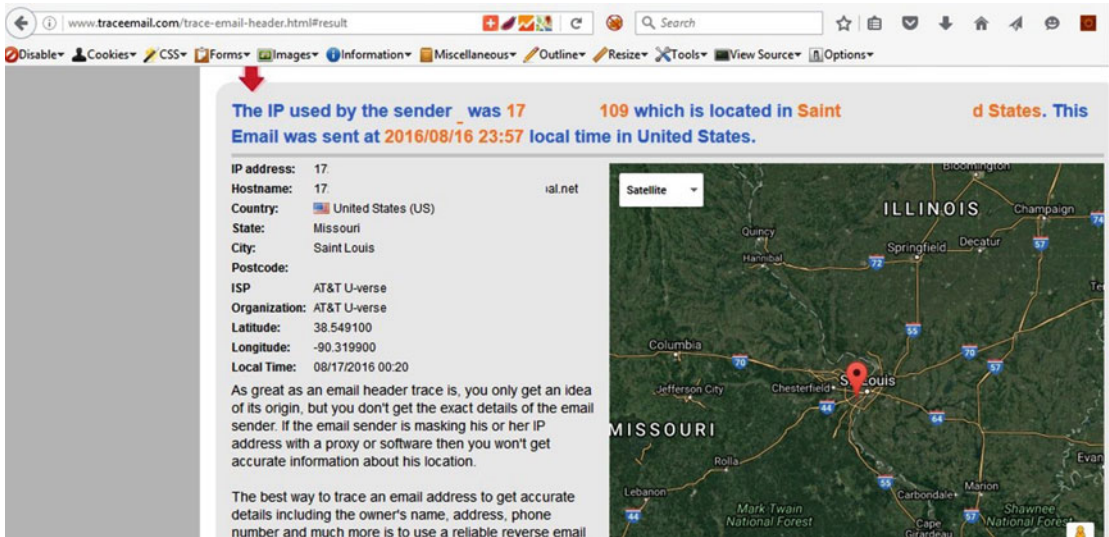 www.traceemail.com/trace-email-header.html#result
Search
Disable Cookies CSS Forms Images Information Miscellaneous Outline Resize Tools View Source Options
The IP used by the sender _ was 17 109 which is located in Saint d States. This
Email was sent at 2016/08/16 23:57 local time in United States.
IP address: 17.
Hostname: 17. al.net
Country: United States (US)
State: Missouri
City: Saint Louis
Postcode:
ISP AT&T U-verse
Organization: AT&T U-verse
Latitude: 38.549100
Longitude: -90.319900
Local Time: 08/17/2016 00:20
As great as an email header trace is, you only get an idea
of its origin, but you don't get the exact details of the email
sender. If the email sender is masking his or her IP
address with a proxy or software then you won't get
accurate information about his location.
The best way to trace an email address to get accurate
details including the owner's name, address, phone
number and much more is to use a reliable reverse email
Satellite
Bloomington
ILLINOIS
Champaign
74
Quincy
Springfield
Decatur
57
Hannibal
72
Te
55
Columbia
70
70
57
St. Louis
Jefferson City
Chesterfield
44
64
MISSOURI
Rolla
Evan
55
Lebanon
Carbondale
Marion
44
Mark Twain
National Forest
57
Shawnee
National Forest
Cape
Girardeau